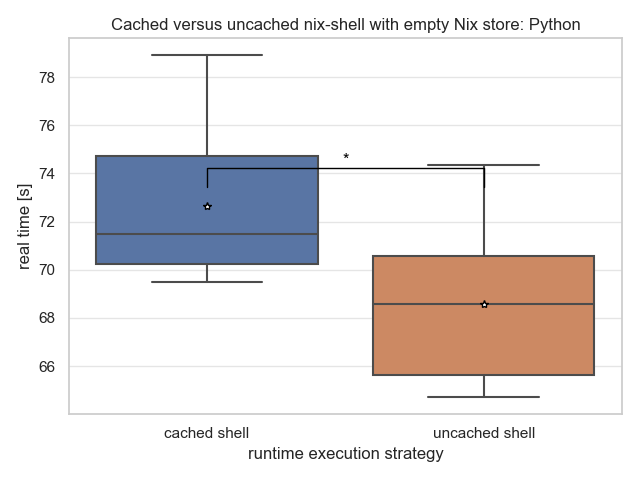 Cached versus uncached nix-shell with empty Nix store: Python
real time [s]
78
76
74
72
70
68
66
*
cached shell
uncached shell
runtime execution strategy